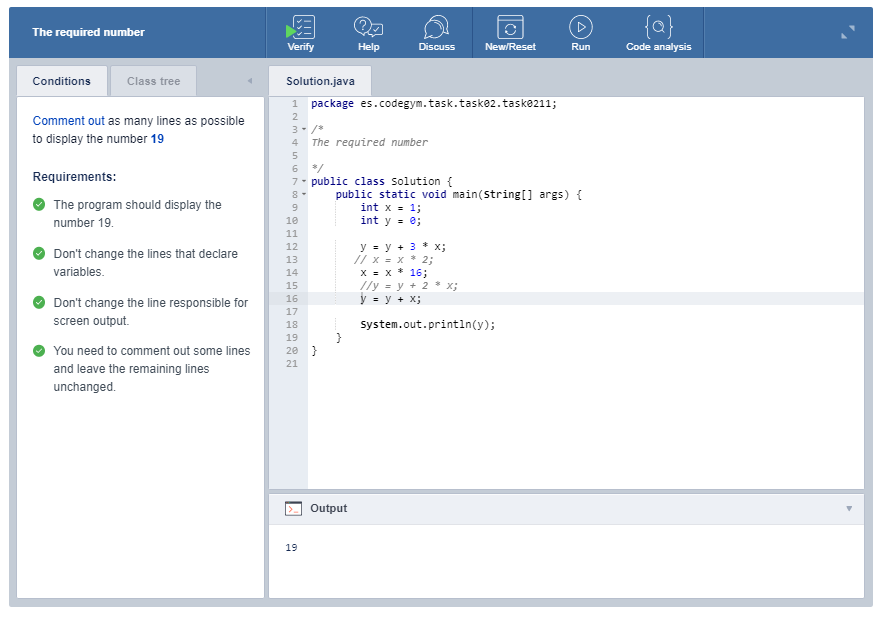 The required number
Verify
Help
Discuss
New/Reset
Run
Code analysis
Conditions
Class tree
Comment out as many lines as possible
to display the number 19
Requirements:
The program should display the
number 19.
Don't change the lines that declare
variables.
Don't change the line responsible for
screen output.
You need to comment out some lines
and leave the remaining lines
unchanged.
Solution.java
1 package es.codegym.task.task02.task0211;
2
3 /*
4 The required number
5
6 */
7 public class Solution {
8 public static void main(String[] args) {
9 int x = 1;
10 int y = 0;
11
12 y = y + 3 * x;
13 // x = x * 2;
14 x = x * 16;
15 //y = y + 2 * x;
16 y = y + x;
17
18 System.out.println(y);
19 }
20 }
21
Output
19